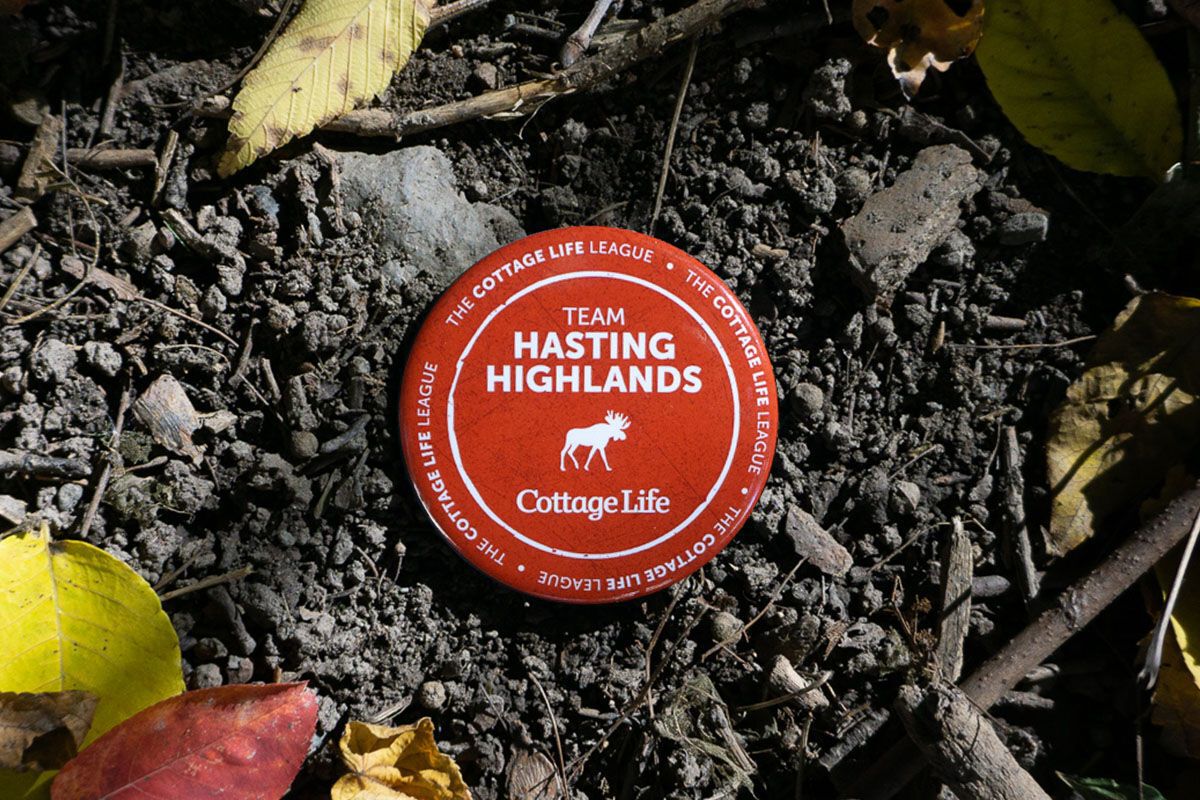 THE COTTAGE LIFE LEAGUE • THE COTTAGE LIFE LEAGUE • THE COTTAGE LIFE LEAGUE • THE COTTAGE LIFE LEAGUE
TEAM
HASTING
HIGHLANDS
Cottage Life